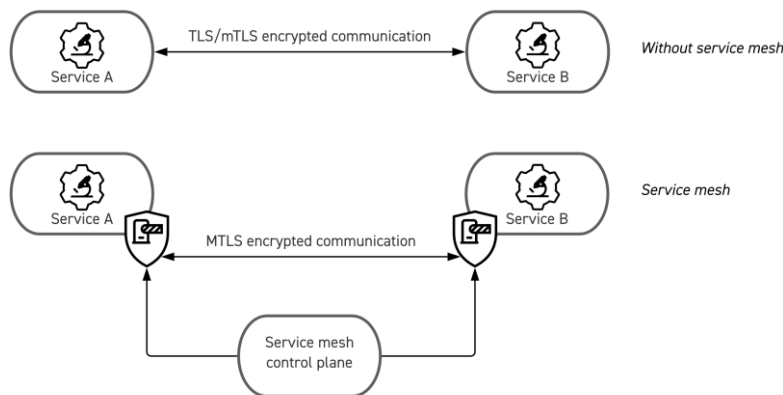 TLS/mTLS encrypted communication
Service A
Service B
Without service mesh
Service A
Service B
Service mesh
MTLS encrypted communication
Service mesh
control plane